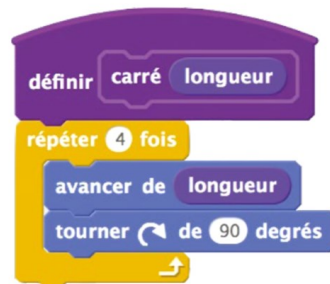 définir carré longueur
répéter 4 fois
avancer de longueur
tourner de 90 degrés